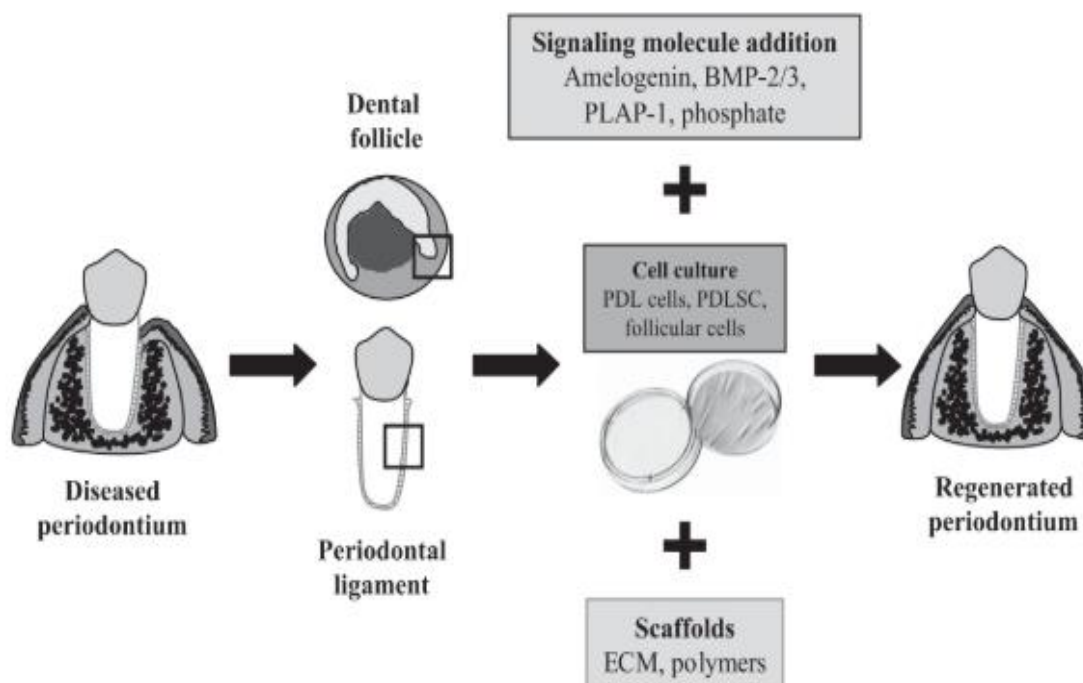 Signaling molecule addition
Amelogenin, BMP-2/3,
PLAP-1, phosphate
Dental
follicle
Cell culture
PDL cells, PDLSC,
follicular cells
Diseased
periodontium
Periodontal
ligament
Regenerated
periodontium
Scaffolds
ECM, polymers